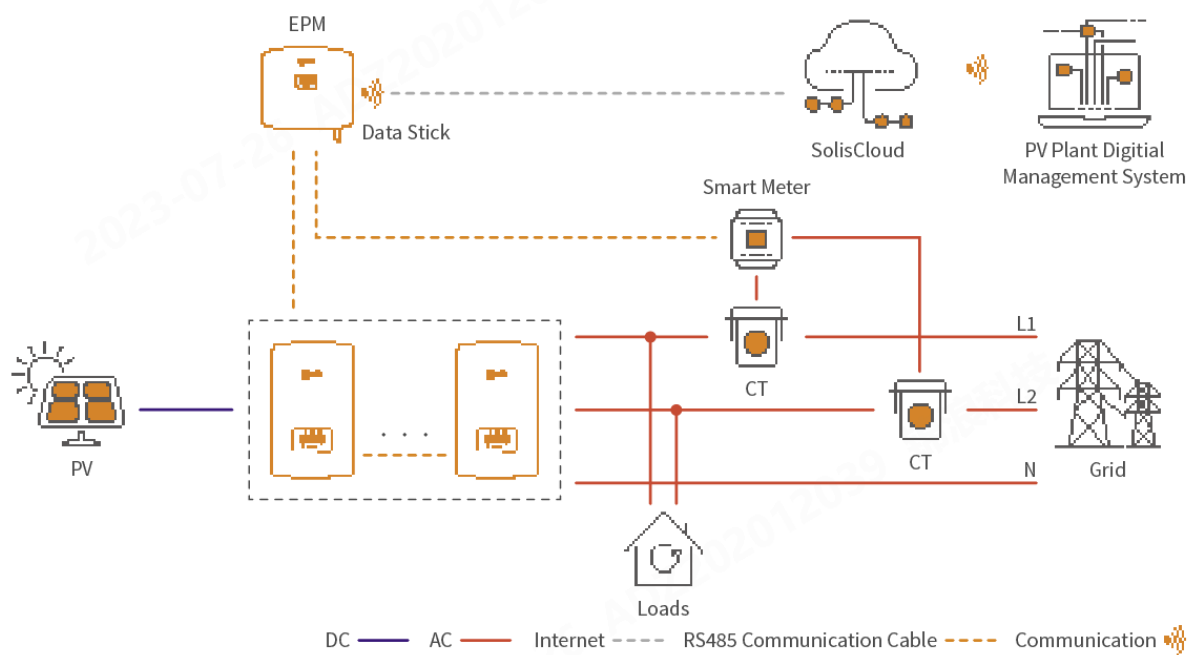 EPM
Data Stick
SolisCloud
PV Plant Digitial
Management System
Smart Meter
L1
CT
L2
PV
CT
N
Grid
Loads
DC
AC
Internet
RS485 Communication Cable
Communication